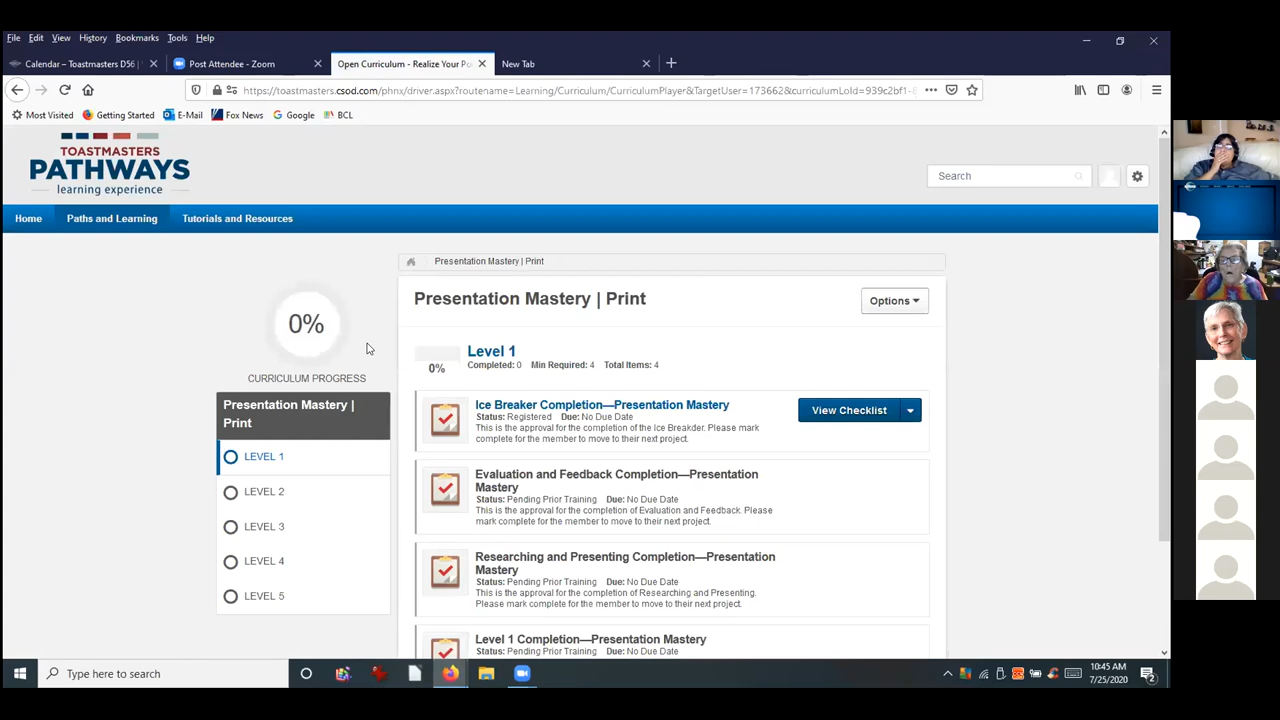 File Edit View History Bookmarks Tools Help
Calendar – Toastmasters D56 |
Post Attendee - Zoom
Open Curriculum - Realize Your Po
New Tab
https://toastmasters.csod.com/phnx/driver.aspx?routename=Learning/Curriculum/CurriculumPlayer&TargetUser=173662&curriculumLoId=939c2bf1-8
Most Visited Getting Started E-Mail Fox News Google BCL
TOASTMASTERS
PATHWAYS
learning experience
Search
Home Paths and Learning Tutorials and Resources
Presentation Mastery | Print
0%
CURRICULUM PROGRESS
Presentation Mastery |
Print
LEVEL 1
LEVEL 2
LEVEL 3
LEVEL 4
LEVEL 5
Presentation Mastery | Print
Options
Level 1
0%
Completed: 0 Min Required: 4 Total Items: 4
Ice Breaker Completion—Presentation Mastery
Status: Registered Due: No Due Date
This is the approval for the completion of the Ice Breakder. Please mark
complete for the member to move to their next project.
View Checklist
Evaluation and Feedback Completion—Presentation
Mastery
Status: Pending Prior Training Due: No Due Date
This is the approval for the completion of Evaluation and Feedback. Please
mark complete for the member to move to their next project.
Researching and Presenting Completion—Presentation
Mastery
Status: Pending Prior Training Due: No Due Date
This is the approval for the completion of Researching and Presenting.
Please mark complete for the member to move to their next project.
Level 1 Completion—Presentation Mastery
Status: Pending Prior Training Due: No Due Date
Type here to search
10:45 AM
7/25/2020
2